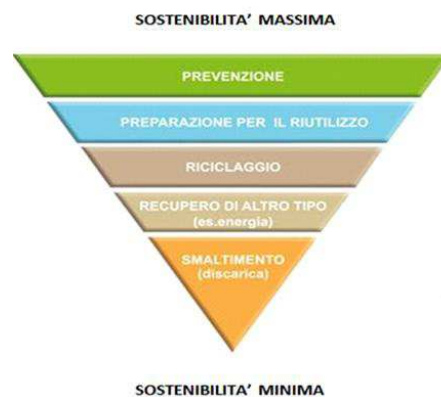 SOSTENIBILITA' MASSIMA
PREVENZIONE
PREPARAZIONE PER IL RIUTILIZZO
RICICLAGGIO
RECUPERO DI ALTRO TIPO
(es.energia)
SMALTIMENTO
(discarica)
SOSTENIBILITA' MINIMA